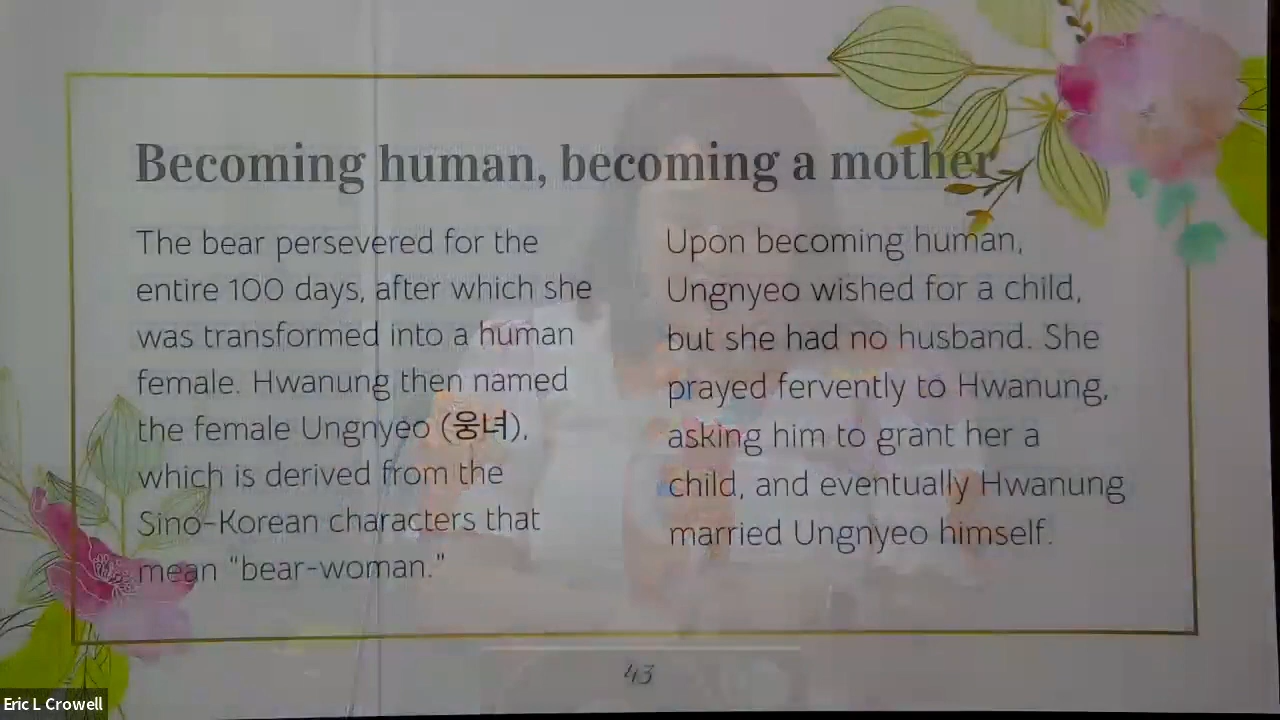 Becoming human, becoming a mother
The bear persevered for the
entire 100 days, after which she
was transformed into a human
female. Hwanung then named
the female Ungnyeo (웅녀),
which is derived from the
Sino-Korean characters that
mean "bear-woman."
Upon becoming human,
Ungnyeo wished for a child,
but she had no husband. She
prayed fervently to Hwanung,
asking him to grant her a
child, and eventually Hwanung
married Ungnyeo himself.
43
Eric L Crowell